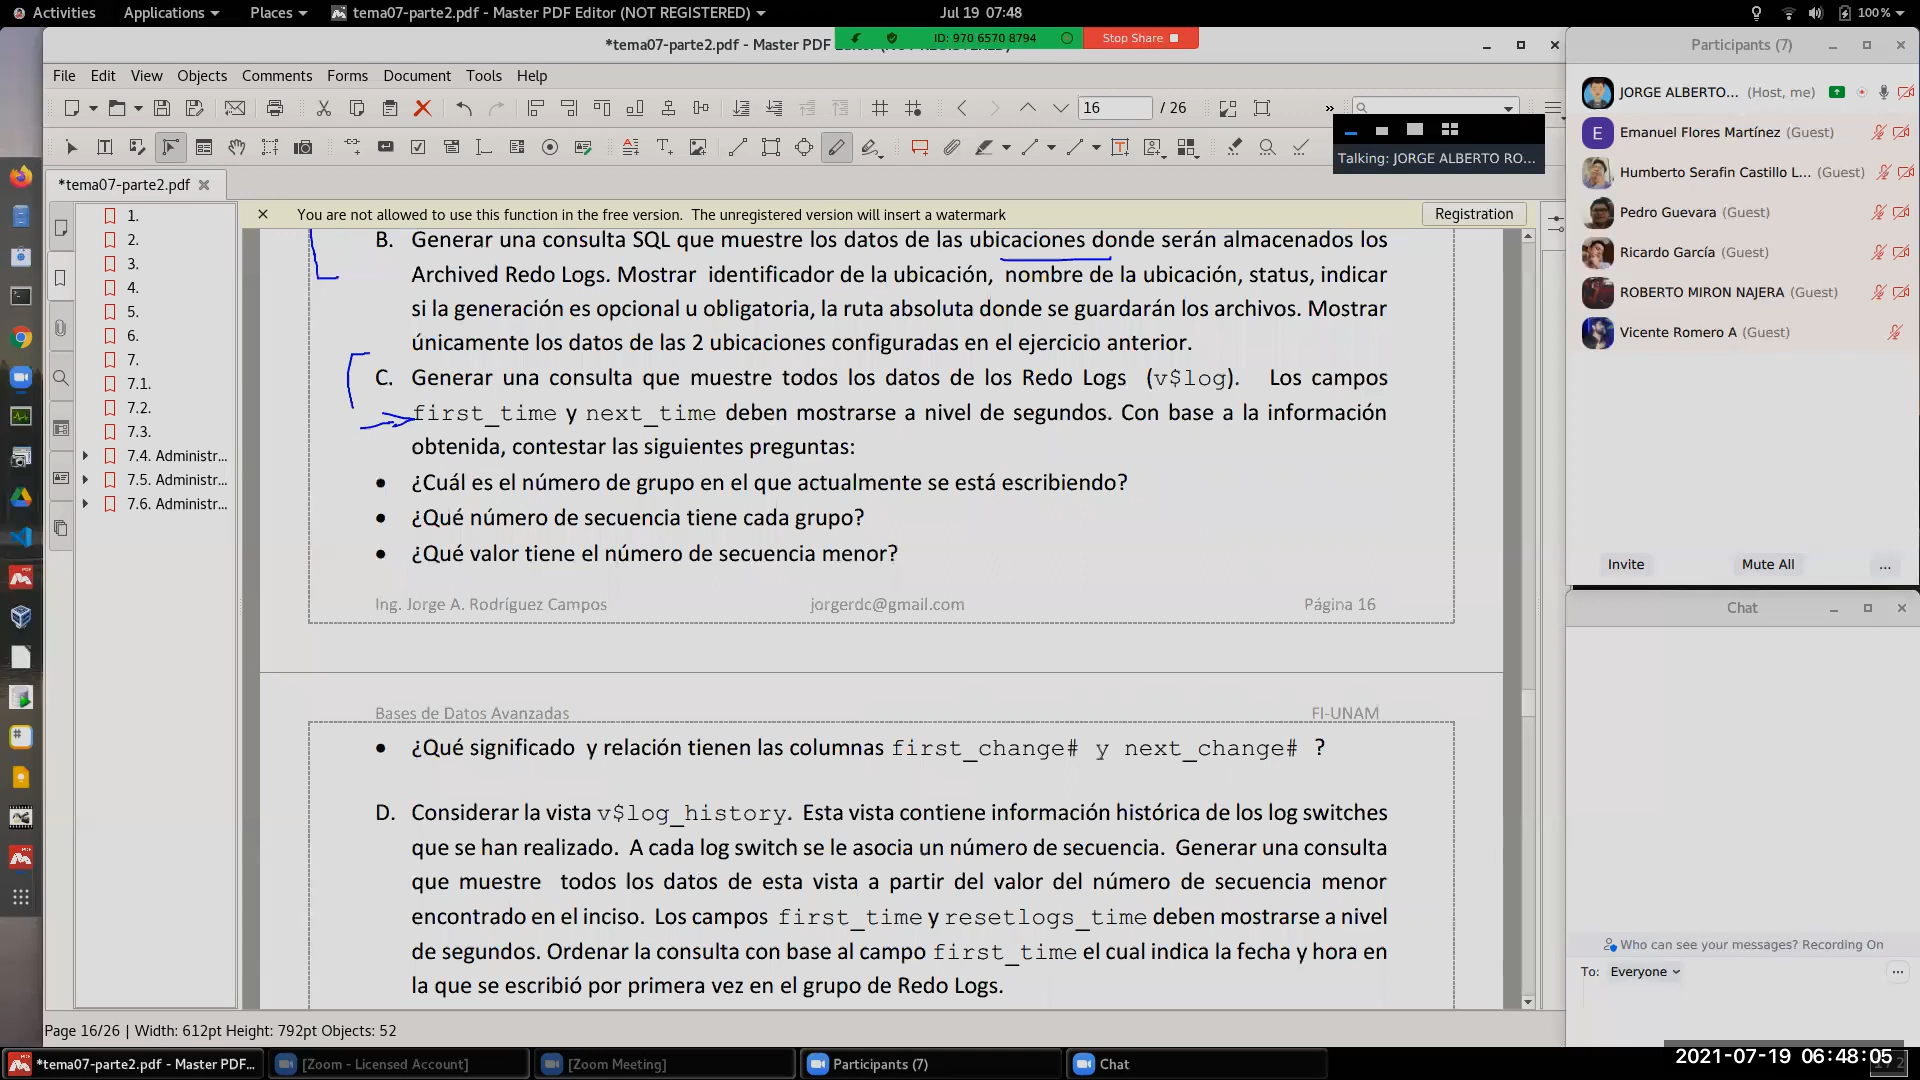 Activities Applications Places tema07-parte2.pdf - Master PDF Editor (NOT REGISTERED) Jul 19 07:48 100%
*tema07-parte2.pdf - Master PDF
ID: 970 6570 8794 Stop Share
File Edit View Objects Comments Forms Document Tools Help
16 / 26
Talking: JORGE ALBERTO RO...
*tema07-parte2.pdf
You are not allowed to use this function in the free version. The unregistered version will insert a watermark Registration
1.
2.
3.
4.
5.
6.
7.
7.1.
7.2.
7.3.
7.4. Administr...
7.5. Administr...
7.6. Administr...
B. Generar una consulta SQL que muestre los datos de las ubicaciones donde serán almacenados los
Archived Redo Logs. Mostrar identificador de la ubicación, nombre de la ubicación, status, indicar
si la generación es opcional u obligatoria, la ruta absoluta donde se guardarán los archivos. Mostrar
únicamente los datos de las 2 ubicaciones configuradas en el ejercicio anterior.
C. Generar una consulta que muestre todos los datos de los Redo Logs (v$log). Los campos
first_time y next_time deben mostrarse a nivel de segundos. Con base a la información
obtenida, contestar las siguientes preguntas:
• ¿Cuál es el número de grupo en el que actualmente se está escribiendo?
• ¿Qué número de secuencia tiene cada grupo?
• ¿Qué valor tiene el número de secuencia menor?
Ing. Jorge A. Rodríguez Campos jorgerdc@gmail.com Página 16
Bases de Datos Avanzadas FI-UNAM
• ¿Qué significado y relación tienen las columnas first_change# y next_change# ?
D. Considerar la vista v$log_history. Esta vista contiene información histórica de los log switches
que se han realizado. A cada log switch se le asocia un número de secuencia. Generar una consulta
que muestre todos los datos de esta vista a partir del valor del número de secuencia menor
encontrado en el inciso. Los campos first_time y resetlogs_time deben mostrarse a nivel
de segundos. Ordenar la consulta con base al campo first_time el cual indica la fecha y hora en
la que se escribió por primera vez en el grupo de Redo Logs.
Page 16/26 | Width: 612pt Height: 792pt Objects: 52
Participants (7)
JORGE ALBERTO... (Host, me)
E Emanuel Flores Martínez (Guest)
Humberto Serafin Castillo L... (Guest)
Pedro Guevara (Guest)
Ricardo García (Guest)
ROBERTO MIRON NAJERA (Guest)
Vicente Romero A (Guest)
Invite Mute All ...
Chat
Who can see your messages? Recording On
To: Everyone
*tema07-parte2.pdf - Master PDF... [Zoom - Licensed Account] [Zoom Meeting] Participants (7) Chat
2021-07-19 06:48:05